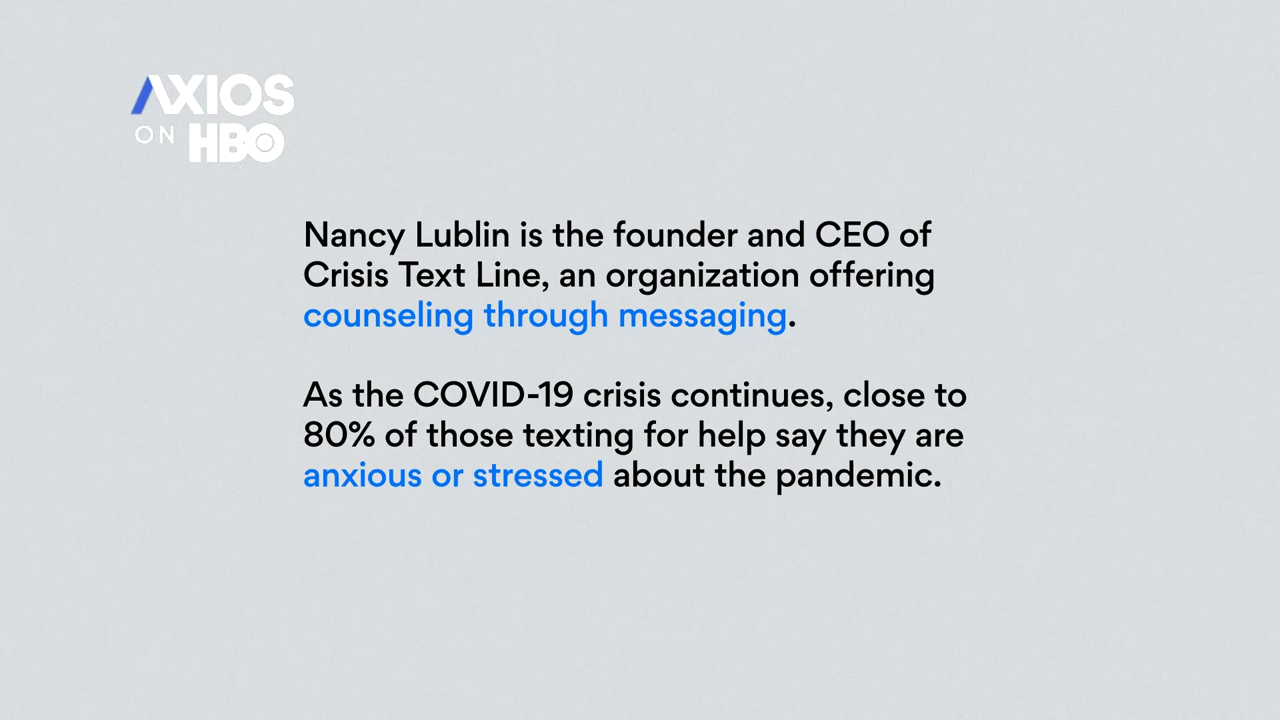 AXIOS
ON HBO
Nancy Lublin is the founder and CEO of
Crisis Text Line, an organization offering
counseling through messaging.
As the COVID-19 crisis continues, close to
80% of those texting for help say they are
anxious or stressed about the pandemic.